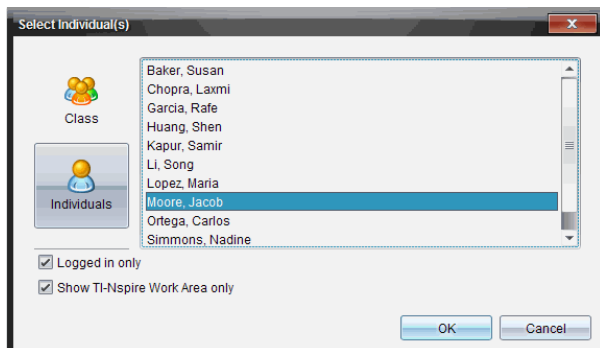 Select Individual(s)
Class
Individuals
Baker, Susan
Chopra, Laxmi
Garcia, Rafe
Huang, Shen
Kapur, Samir
Li, Song
Lopez, Maria
Moore, Jacob
Ortega, Carlos
Simmons, Nadine
Logged in only
Show TI-Nspire Work Area only
OK
Cancel